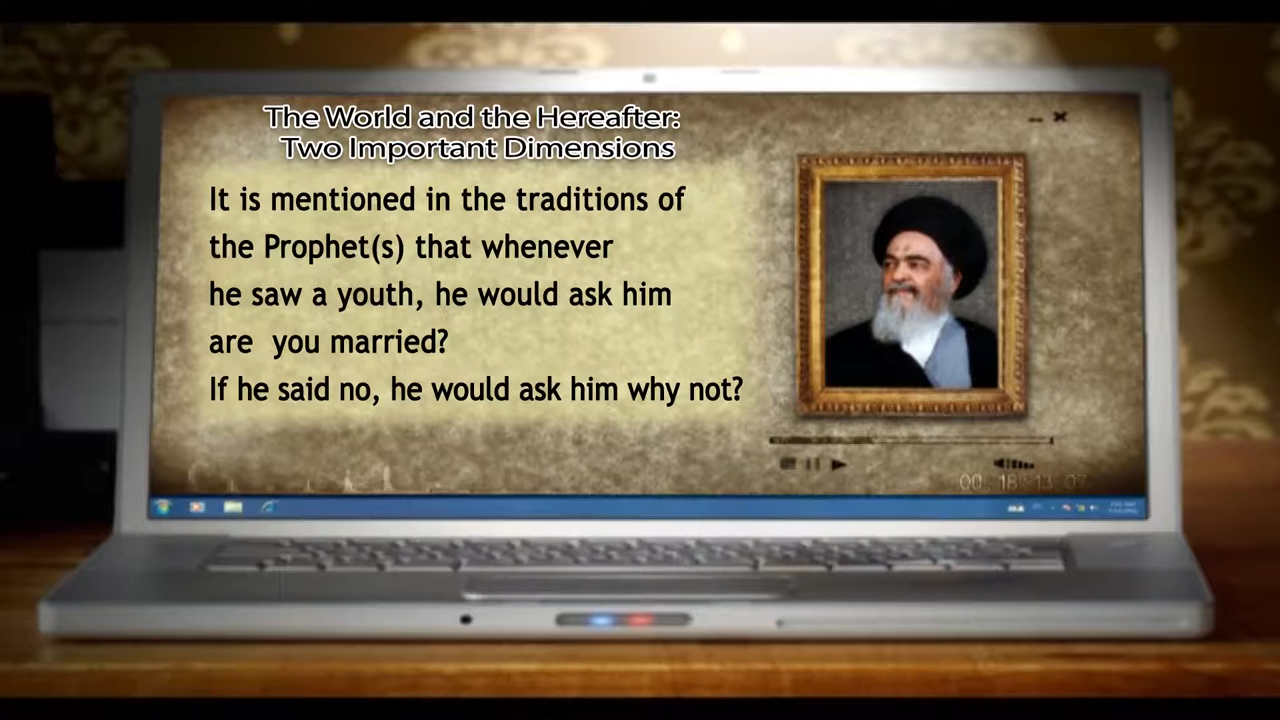 The World and the Hereafter:
Two Important Dimensions
It is mentioned in the traditions of
the Prophet(s) that whenever
he saw a youth, he would ask him
are  you married?
If he said no, he would ask him why not?